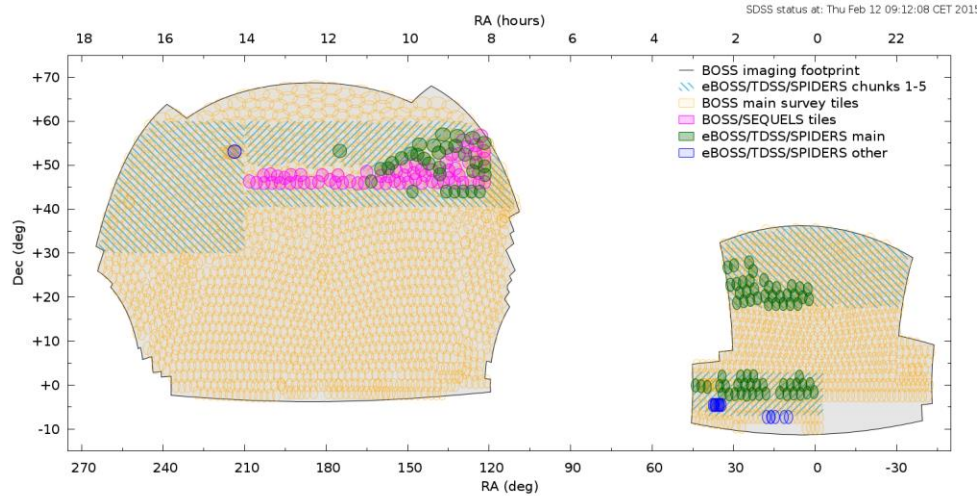 SDSS status at: Thu Feb 12 09:12:08 CET 2015
RA (hours)
18 16 14 12 10 8 6 4 2 0 22
BOSS imaging footprint
eBOSS/TDSS/SPIDERS chunks 1-5
BOSS main survey tiles
BOSS/SEQUELS tiles
eBOSS/TDSS/SPIDERS main
eBOSS/TDSS/SPIDERS other
Dec (deg)
+70
+60
+50
+40
+30
+20
+10
+0
-10
270 240 210 180 150 120 90 60 30 0 -30
RA (deg)